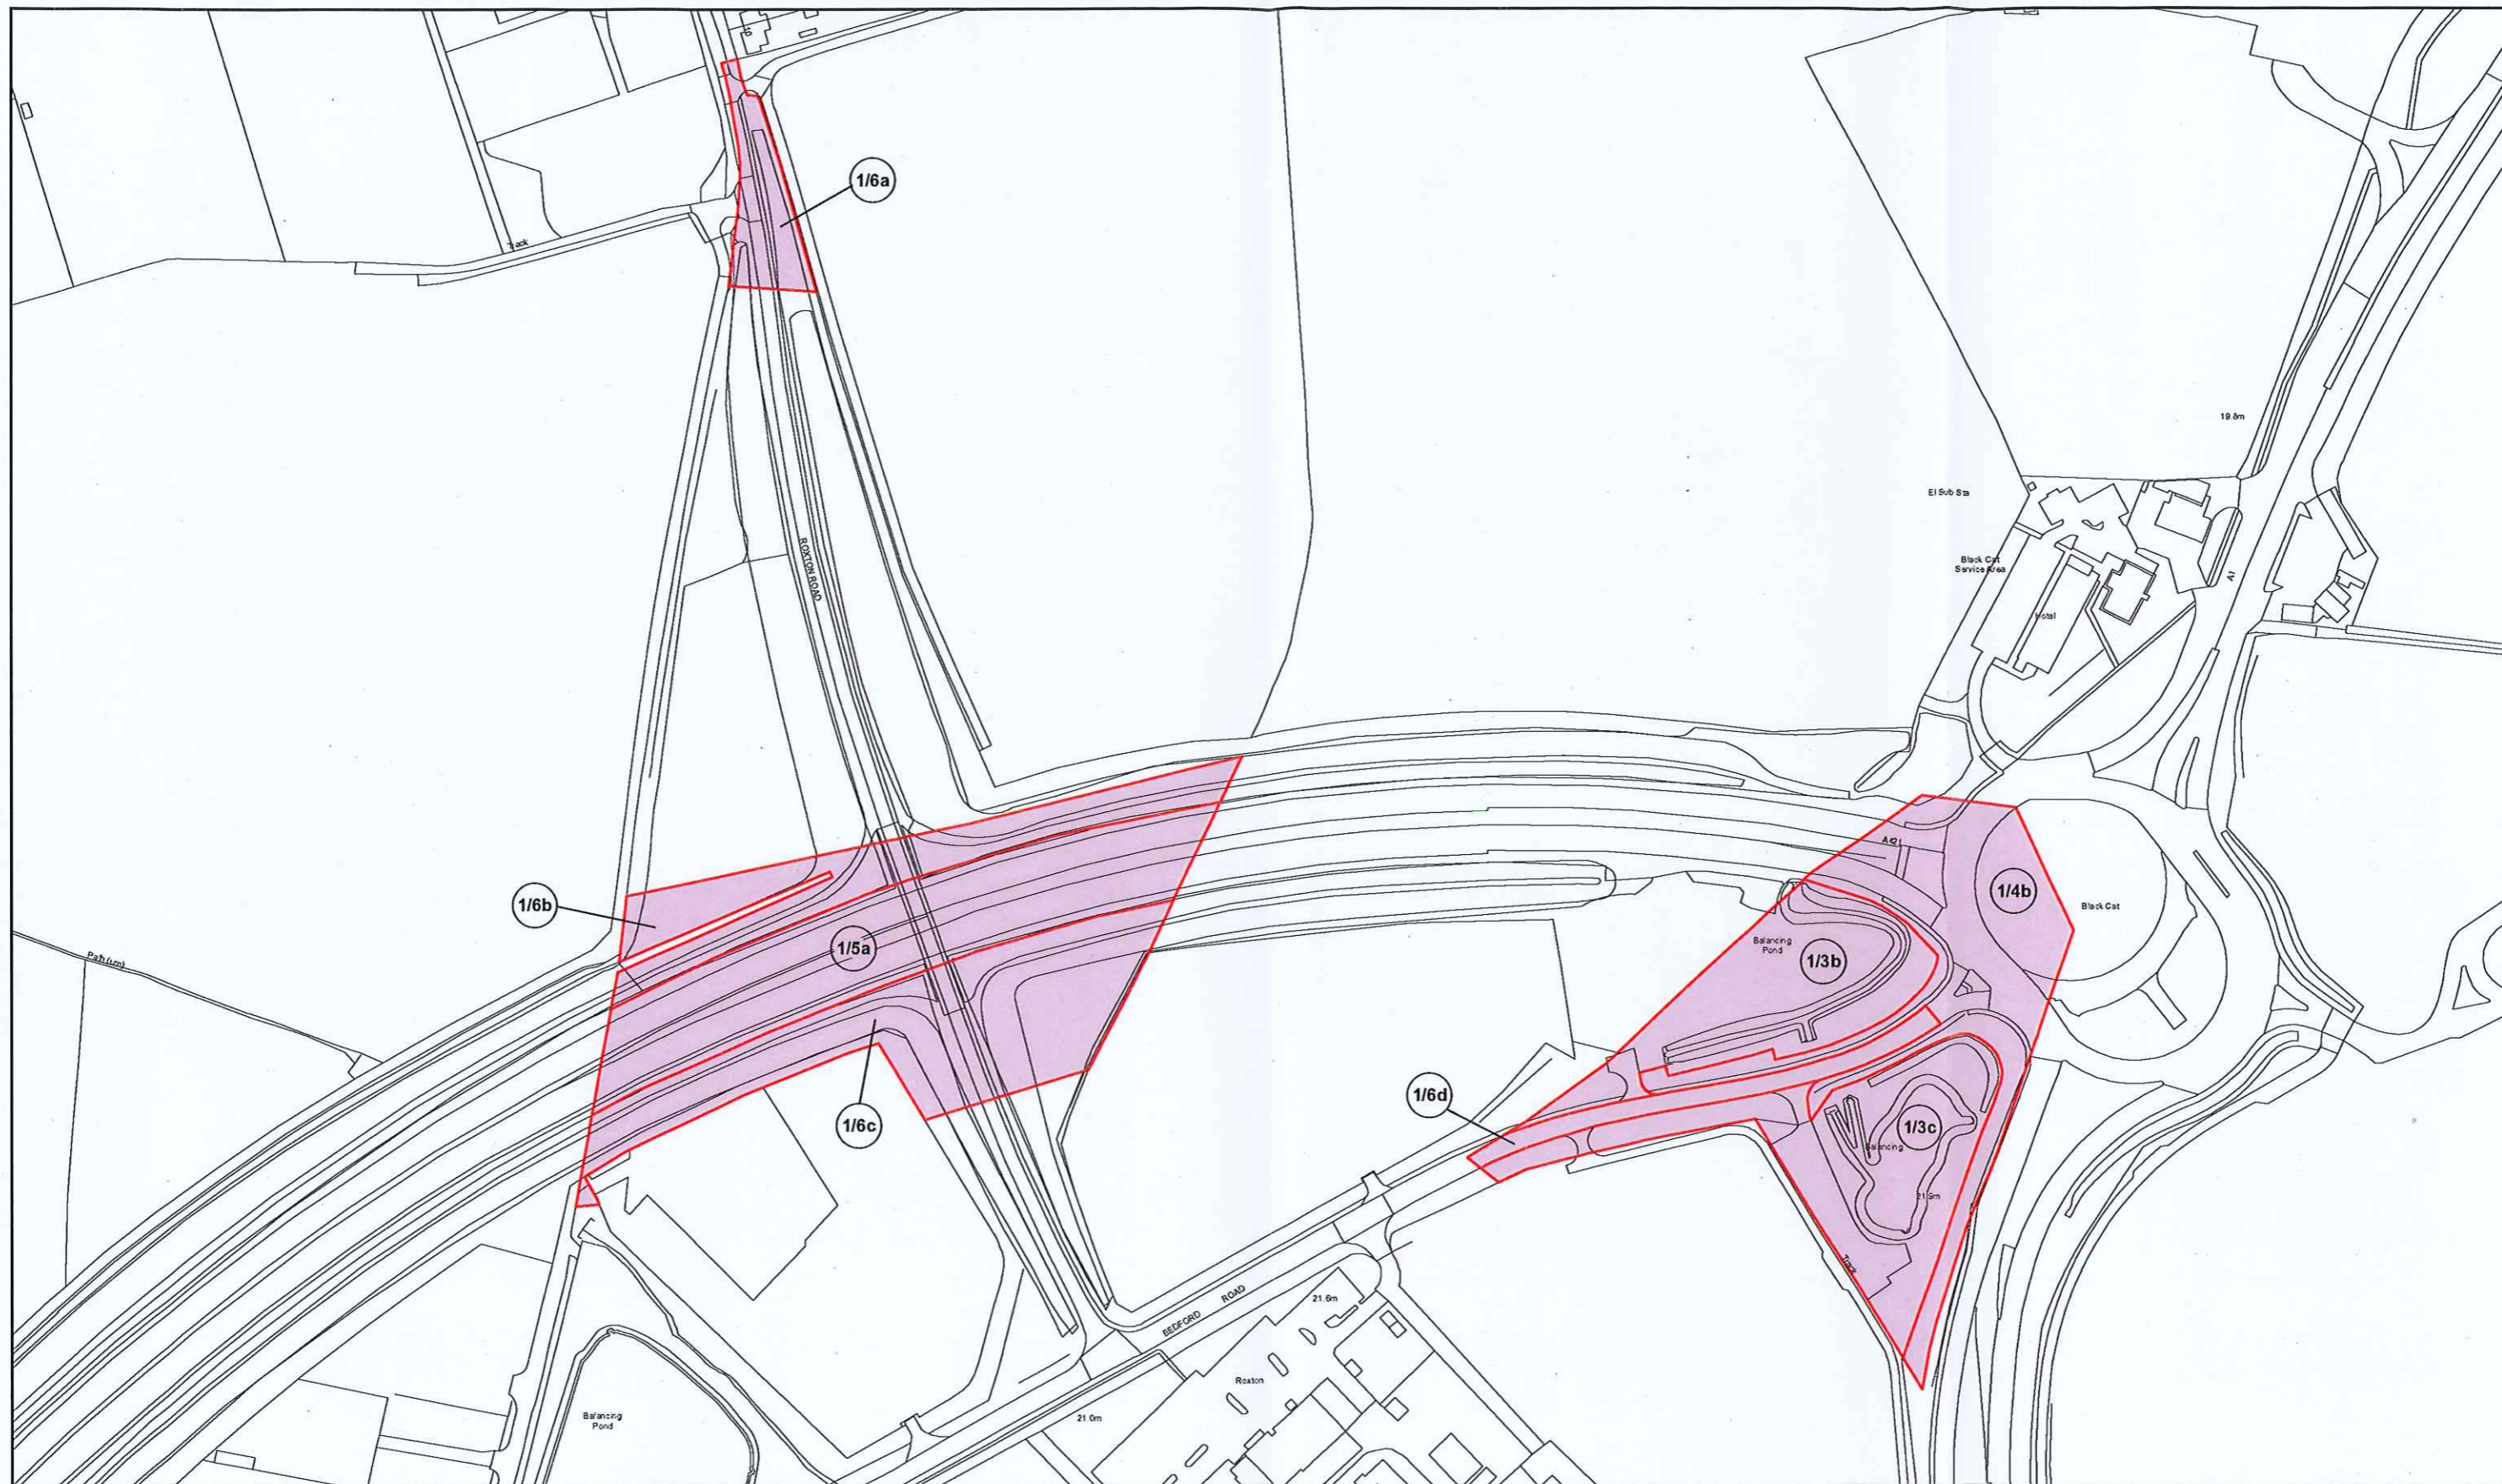 1/6a
Track
19.8m
El Sub Sta
Black Cat
Service Area
ROXTON ROAD
A1
Hotel
A421
1/4b
1/6b
Black Cat
1/5a
Balancing
Pond
1/3b
Path (um)
1/6d
1/6c
1/3c
Balancing
21.9m
Track
BEDFORD ROAD
21.6m
Roxton
21.0m
Balancing
Pond